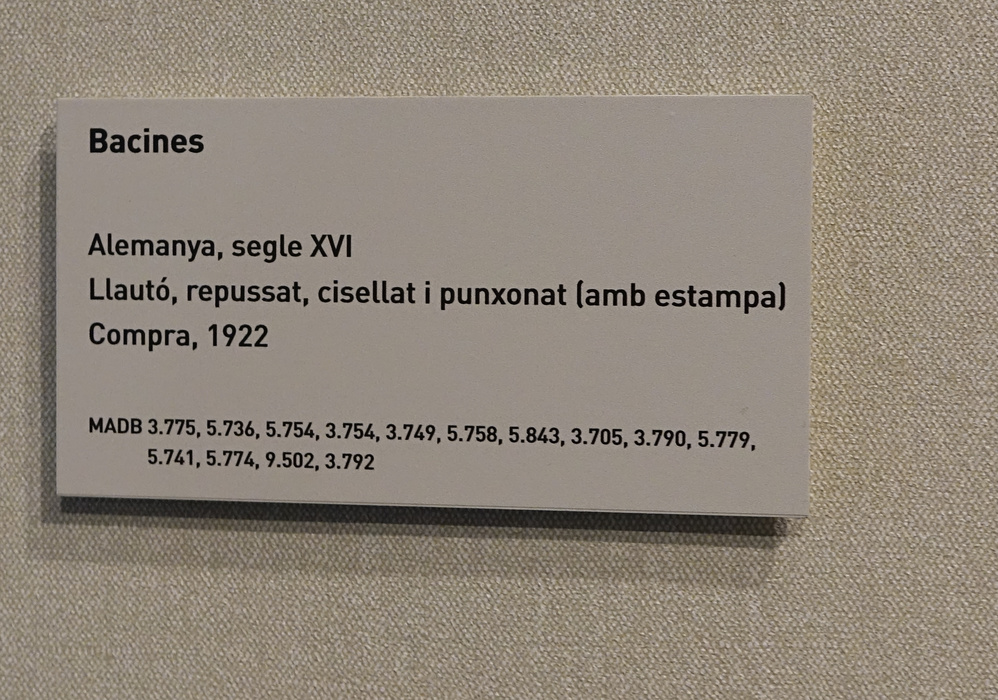 Bacines
Alemanya, segle XVI
Llautó, repussat, cisellat i punxonat (amb estampa)
Compra, 1922
MADB 3.775, 5.736, 5.754, 3.754, 3.749, 5.758, 5.843, 3.705, 3.790, 5.779,
5.741, 5.774, 9.502, 3.792